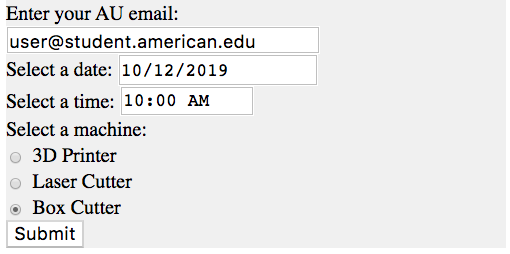 Enter your AU email:
user@student.american.edu
Select a date: 10/12/2019
Select a time: 10:00 AM
Select a machine:
3D Printer
Laser Cutter
Box Cutter
Submit